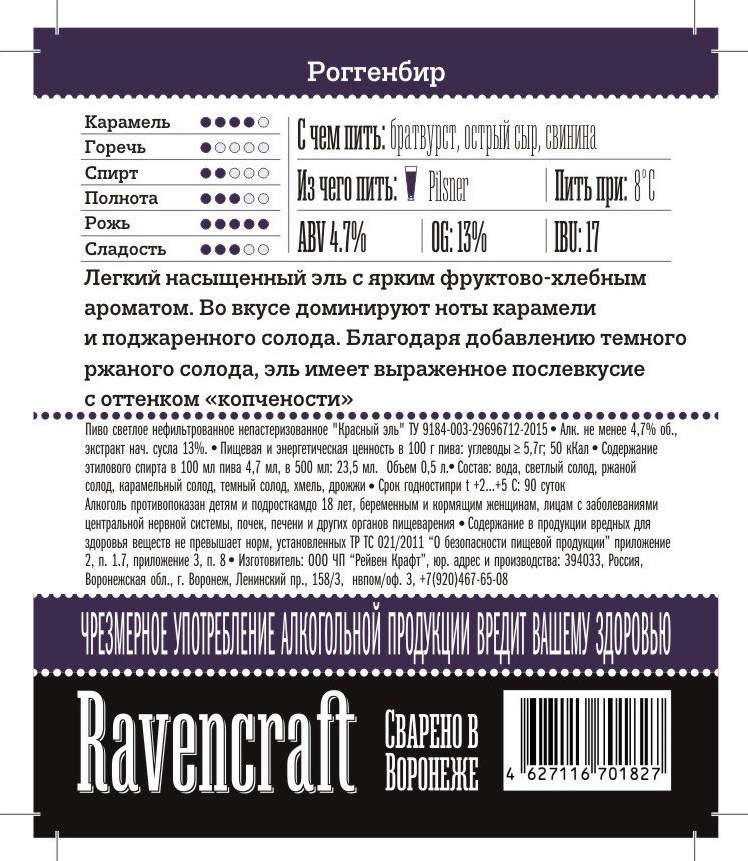 Роггенбир
Карамель
Горечь
Спирт
Полнота
Рожь
Сладость
С чем пить: братвурст, острый сыр, свинина
Из чего пить: Pilsner
Пить при: 8°C
ABV 4.7%
OG: 13%
IBU: 17
Легкий насыщенный эль с ярким фруктово-хлебным
ароматом. Во вкусе доминируют ноты карамели
и поджаренного солода. Благодаря добавлению темного
ржаного солода, эль имеет выраженное послевкусие
с оттенком «копчености»
Пиво светлое нефильтрованное непастеризованное "Красный эль" ТУ 9184-003-29696712-2015 • Алк. не менее 4,7% об.,
экстракт нач. сусла 13%. • Пищевая и энергетическая ценность в 100 г пива: углеводы ≥ 5,7г; 50 кКал • Содержание
этилового спирта в 100 мл пива 4,7 мл, в 500 мл: 23,5 мл. Объем 0,5 л.• Состав: вода, светлый солод, ржаной
солод, карамельный солод, темный солод, хмель, дрожжи • Срок годностипри t +2...+5 С: 90 суток
Алкоголь противопоказан детям и подросткамдо 18 лет, беременным и кормящим женщинам, лицам с заболеваниями
центральной нервной системы, почек, печени и других органов пищеварения • Содержание в продукции вредных для
здоровья веществ не превышает норм, установленных ТР ТС 021/2011 “О безопасности пищевой продукции” приложение
2, п. 1.7, приложение 3, п. 8 • Изготовитель: ООО ЧП “Рейвен Крафт”, юр. адрес и производства: 394033, Россия,
Воронежская обл., г. Воронеж, Ленинский пр., 158/3, нвпом/оф. 3, +7(920)467-65-08
ЧРЕЗМЕРНОЕ УПОТРЕБЛЕНИЕ АЛКОГОЛЬНОЙ ПРОДУКЦИИ ВРЕДИТ ВАШЕМУ ЗДОРОВЬЮ
Ravencraft
СВАРЕНО В
ВОРОНЕЖЕ
4 627116 701827